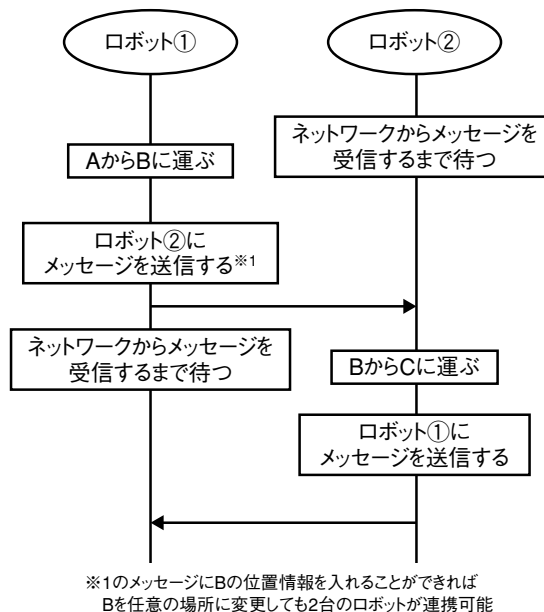 ロボット①
ロボット②
ネットワークからメッセージを
受信するまで待つ
AからBに運ぶ
ロボット②に
メッセージを送信する※1
ネットワークからメッセージを
受信するまで待つ
BからCに運ぶ
ロボット①に
メッセージを送信する
※1のメッセージにBの位置情報を入れることができれば
Bを任意の場所に変更しても2台のロボットが連携可能